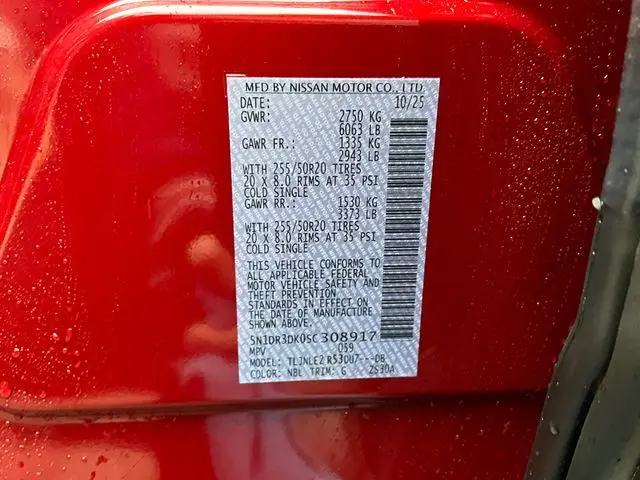 MFD BY NISSAN MOTOR CO., LTD.
DATE: 10/25
GVWR: 2750 KG
6063 LB
GAWR FR.: 1335 KG
2943 LB
WITH 255/50R20 TIRES
20 X 8.0 RIMS AT 35 PSI
COLD SINGLE
GAWR RR.: 1530 KG
3373 LB
WITH 255/50R20 TIRES
20 X 8.0 RIMS AT 35 PSI
COLD SINGLE
THIS VEHICLE CONFORMS TO
ALL APPLICABLE FEDERAL
MOTOR VEHICLE SAFETY AND
THEFT PREVENTION
STANDARDS IN EFFECT ON
THE DATE OF MANUFACTURE
SHOWN ABOVE.
5N1DR3DK0SC308917
MPV 059
MODEL: TLJNLE2 R53DU7---DB
COLOR: NBL TRIM: G 2S30A